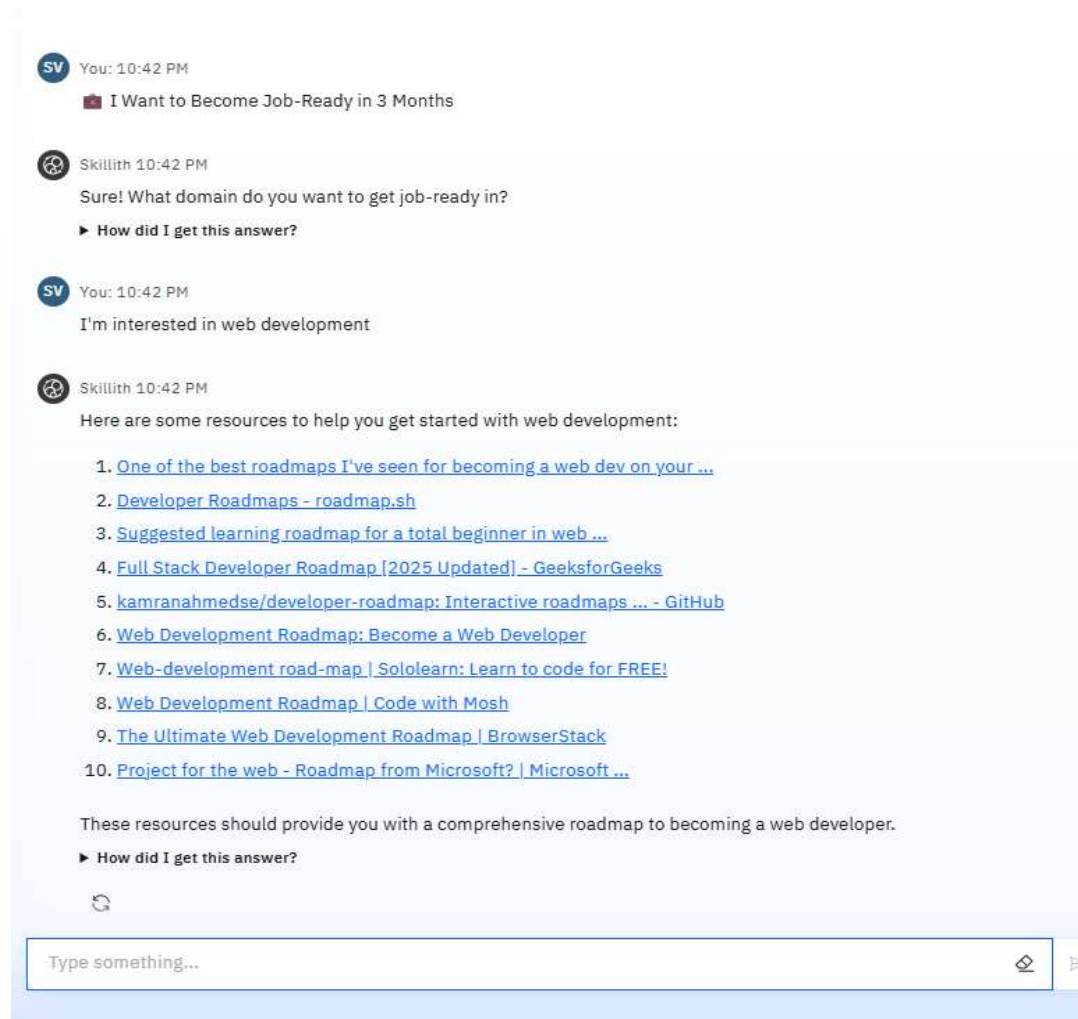 SV You: 10:42 PM
💼 I Want to Become Job-Ready in 3 Months
Skillith 10:42 PM
Sure! What domain do you want to get job-ready in?
▶ How did I get this answer?
SV You: 10:42 PM
I'm interested in web development
Skillith 10:42 PM
Here are some resources to help you get started with web development:
1. One of the best roadmaps I've seen for becoming a web dev on your ...
2. Developer Roadmaps - roadmap.sh
3. Suggested learning roadmap for a total beginner in web ...
4. Full Stack Developer Roadmap [2025 Updated] - GeeksforGeeks
5. kamranahmedse/developer-roadmap: Interactive roadmaps ... - GitHub
6. Web Development Roadmap: Become a Web Developer
7. Web-development road-map | Sololearn: Learn to code for FREE!
8. Web Development Roadmap | Code with Mosh
9. The Ultimate Web Development Roadmap | BrowserStack
10. Project for the web - Roadmap from Microsoft? | Microsoft ...
These resources should provide you with a comprehensive roadmap to becoming a web developer.
▶ How did I get this answer?
Type something...